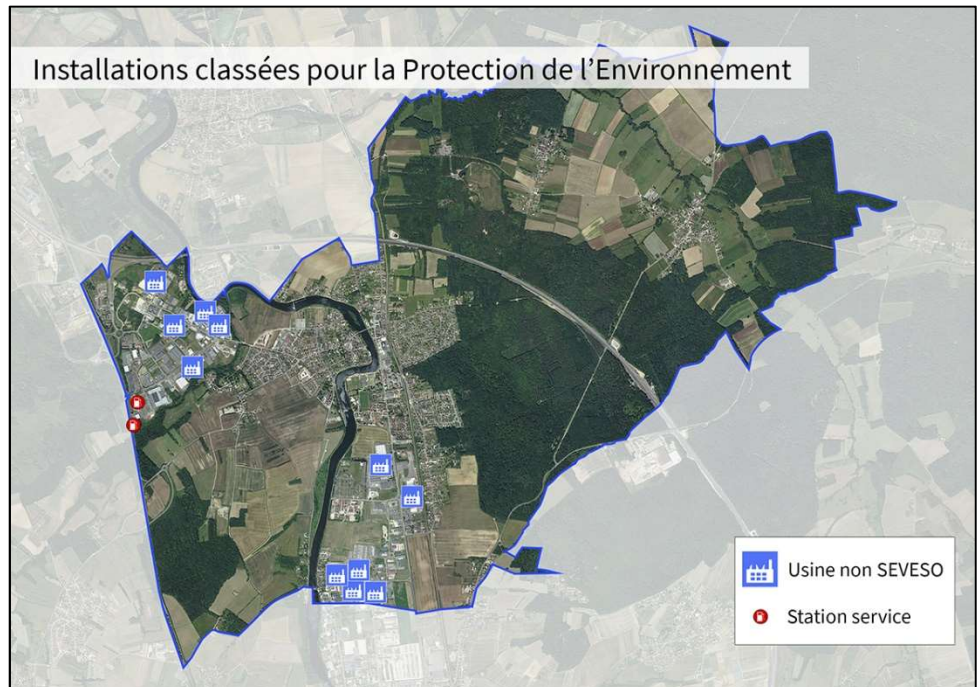 Installations classées pour la Protection de l’Environnement
Usine non SEVESO
Station service